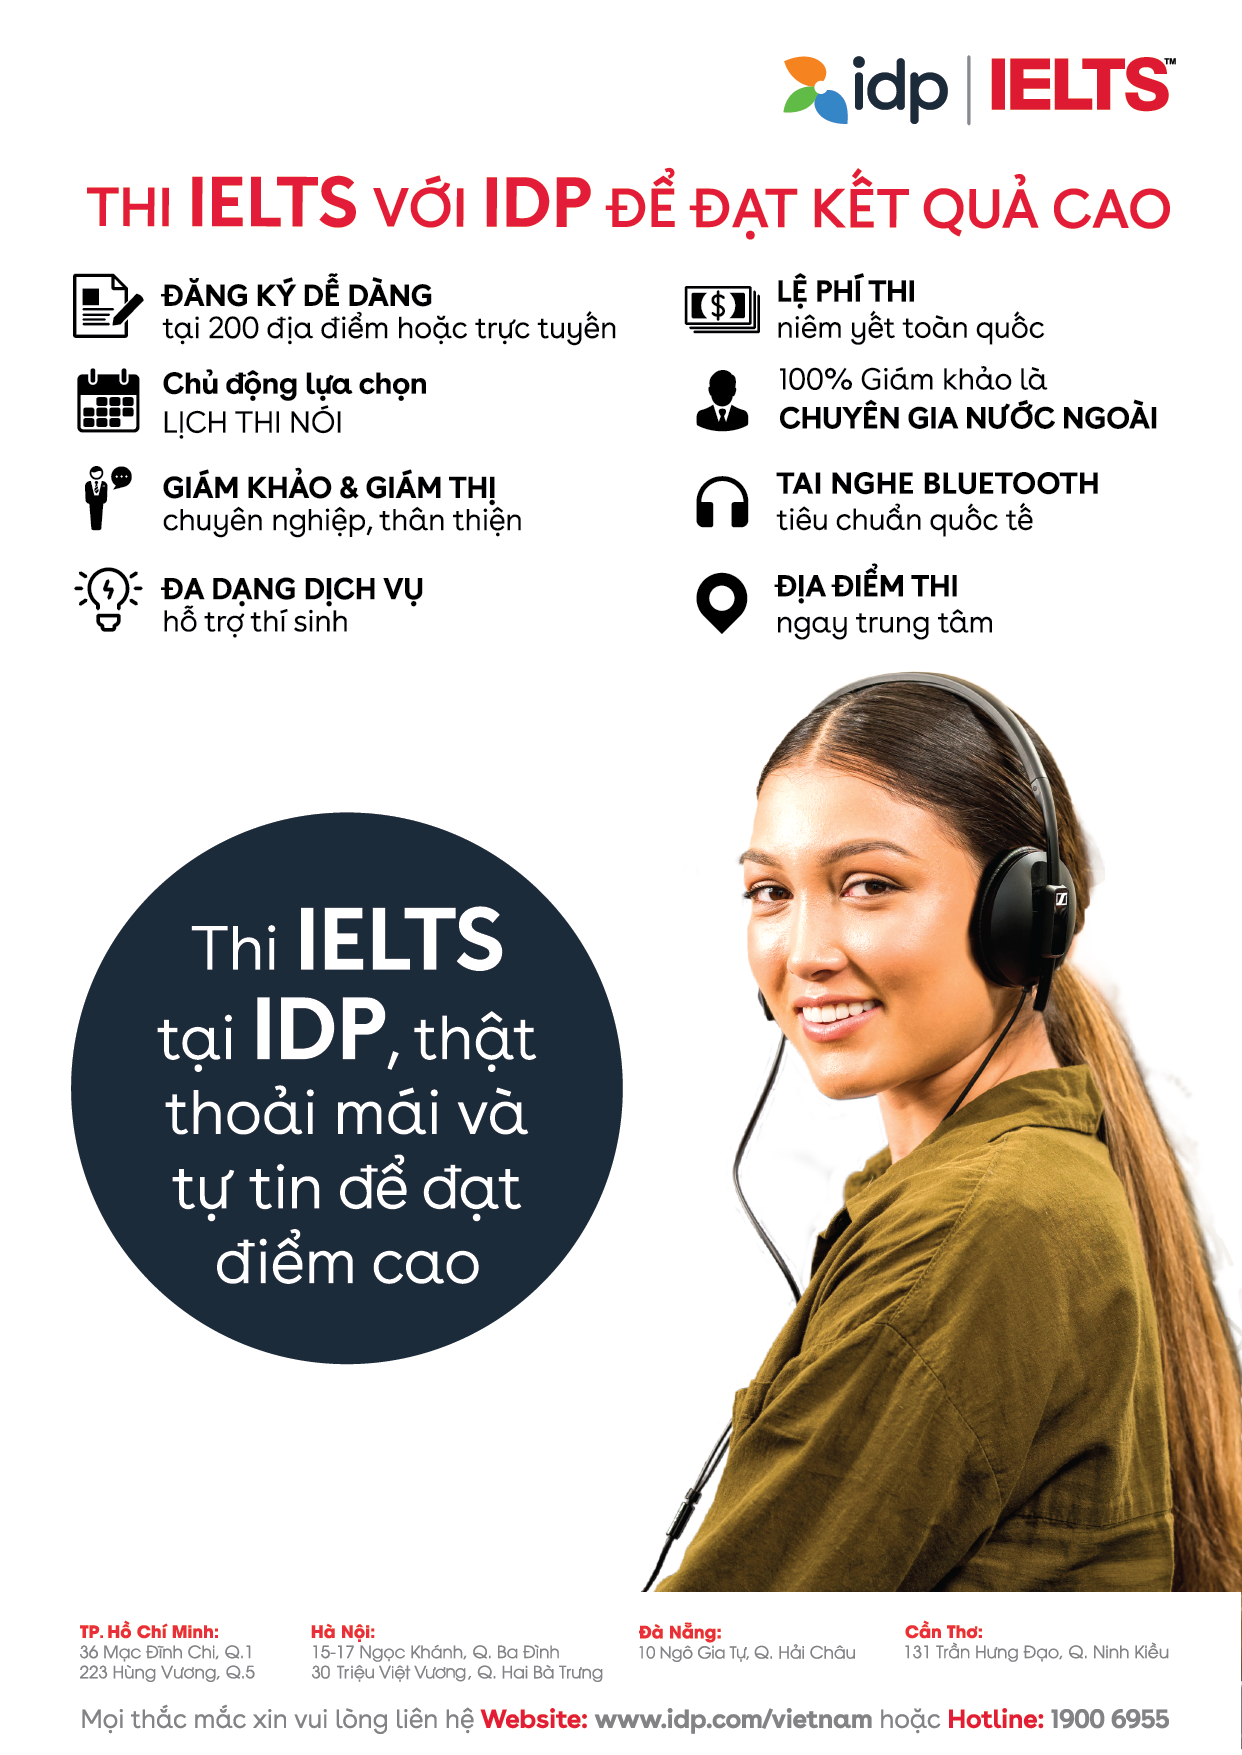 idp | IELTS™
THI IELTS VỚI IDP ĐỂ ĐẠT KẾT QUẢ CAO
ĐĂNG KÝ DỄ DÀNG
tại 200 địa điểm hoặc trực tuyến
Chủ động lựa chọn
LỊCH THI NÓI
GIÁM KHẢO & GIÁM THỊ
chuyên nghiệp, thân thiện
ĐA DẠNG DỊCH VỤ
hỗ trợ thí sinh
LỆ PHÍ THI
niêm yết toàn quốc
100% Giám khảo là
CHUYÊN GIA NƯỚC NGOÀI
TAI NGHE BLUETOOTH
tiêu chuẩn quốc tế
ĐỊA ĐIỂM THI
ngay trung tâm
Thi IELTS
tại IDP, thật
thoải mái và
tự tin để đạt
điểm cao
TP. Hồ Chí Minh:
36 Mạc Đĩnh Chi, Q.1
223 Hùng Vương, Q.5
Hà Nội:
15-17 Ngọc Khánh, Q. Ba Đình
30 Triệu Việt Vương, Q. Hai Bà Trưng
Đà Nẵng:
10 Ngô Gia Tự, Q. Hải Châu
Cần Thơ:
131 Trần Hưng Đạo, Q. Ninh Kiều
Mọi thắc mắc xin vui lòng liên hệ Website: www.idp.com/vietnam hoặc Hotline: 1900 6955